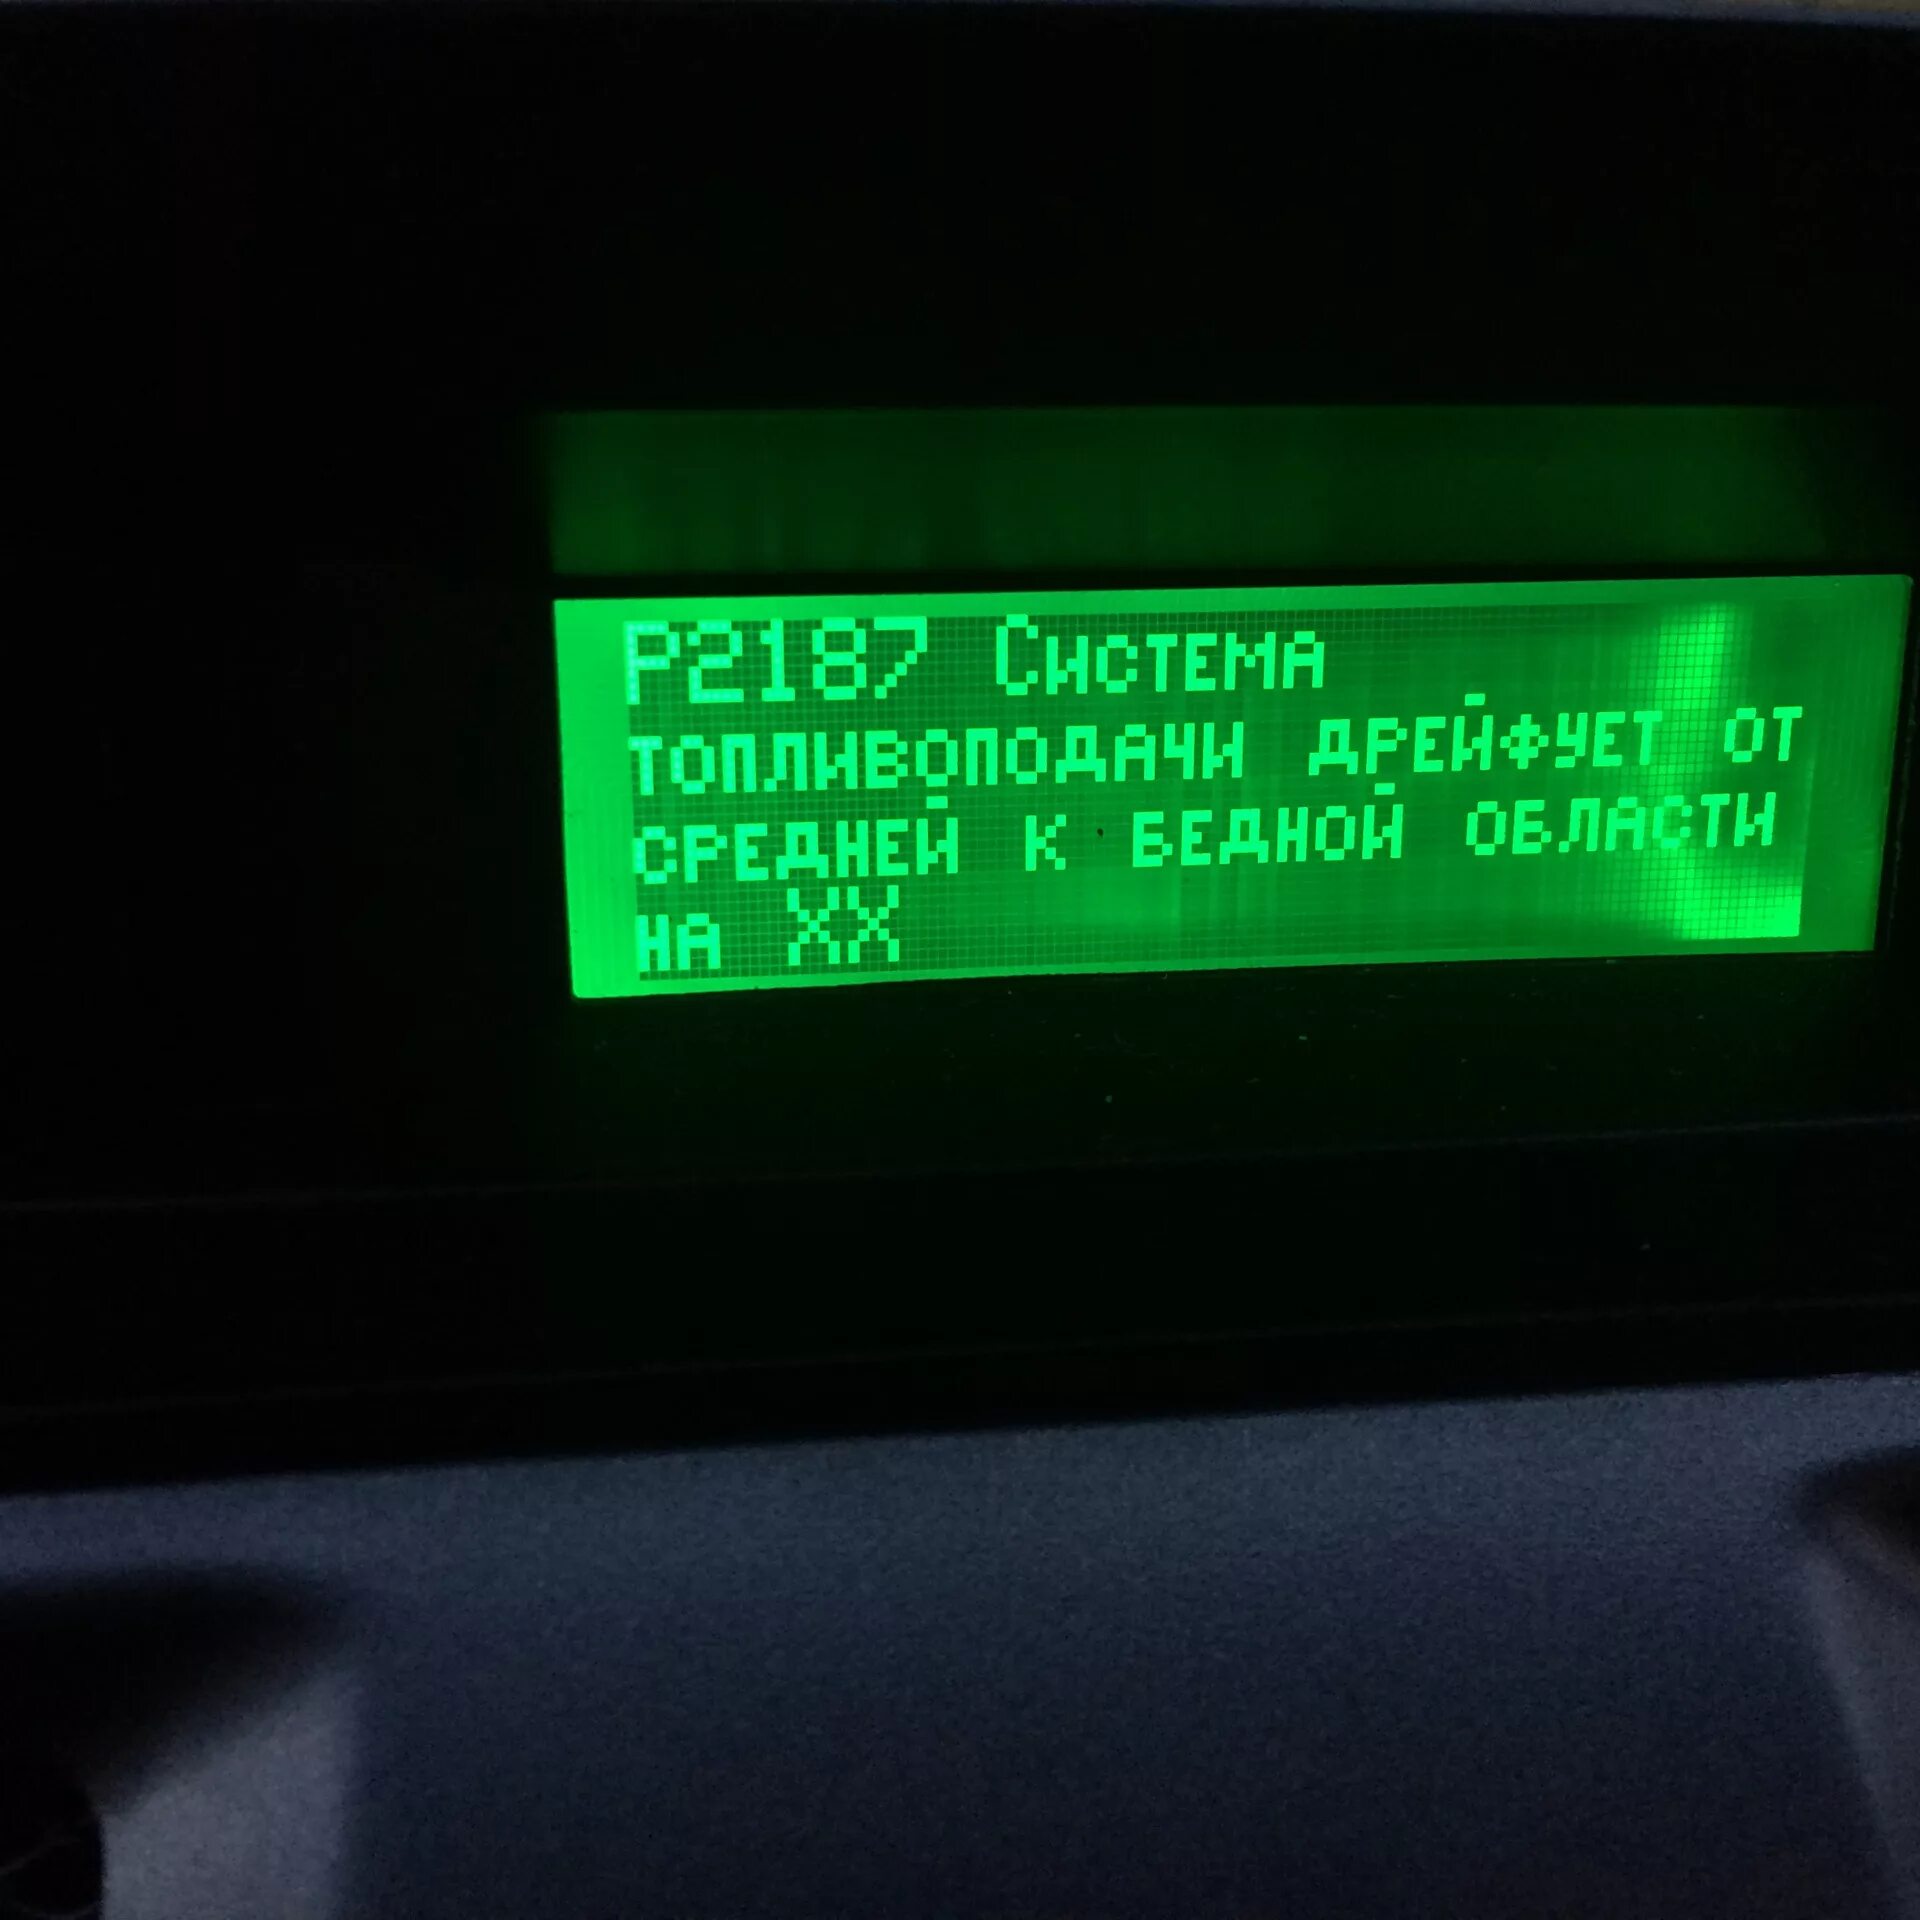 P2187 Система
топливоподачи дрейфует от
средней к бедной области
на ХХ